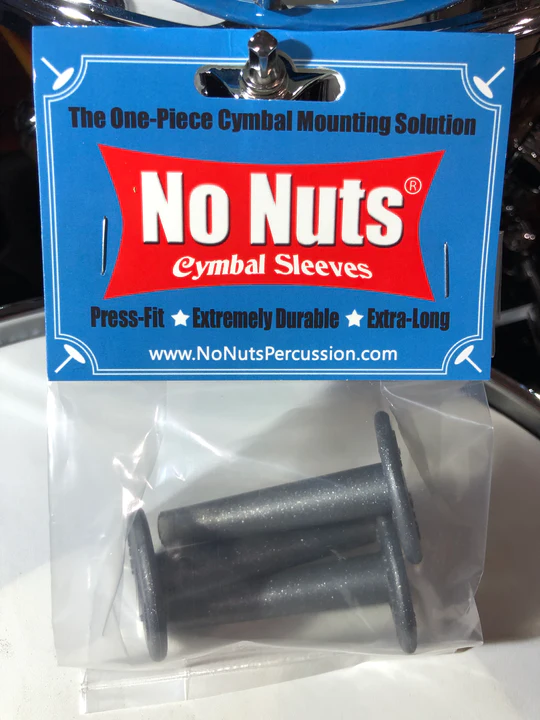 The One-Piece Cymbal Mounting Solution
No Nuts®
Cymbal Sleeves
Press-Fit ★ Extremely Durable ★ Extra-Long
www.NoNutsPercussion.com